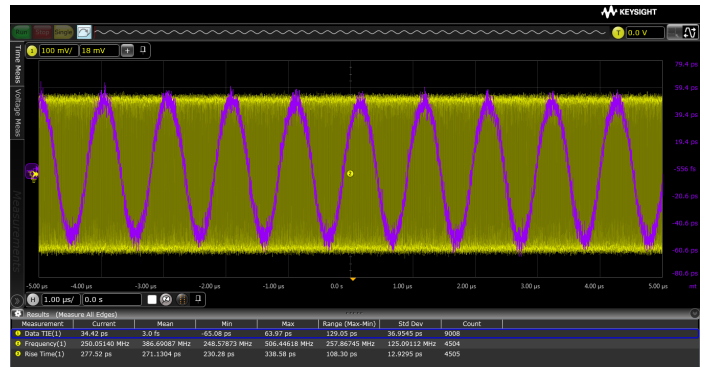 KEYSIGHT
Run Stop Single T 0.0 V
1 100 mV/ 18 mV +
Time Meas
Voltage Meas
Measurements
79.4 ps
59.4 ps
39.4 ps
19.4 ps
-556 fs
-20.6 ps
-40.6 ps
-60.6 ps
-80.6 ps
-5.00 µs -4.00 µs -3.00 µs -2.00 µs -1.00 µs 0.0 s 1.00 µs 2.00 µs 3.00 µs 4.00 µs 5.00 µs
H 1.00 µs/ 0.0 s
Results (Measure All Edges)
Measurement Current Mean Min Max Range (Max-Min) Std Dev Count
Data TIE(1) 34.42 ps 3.0 fs -65.08 ps 63.97 ps 129.05 ps 36.9545 ps 9008
2 Frequency(1) 250.05140 MHz 386.69087 MHz 248.57873 MHz 506.44618 MHz 257.86745 MHz 125.09112 MHz 4504
3 Rise Time(1) 277.52 ps 271.1304 ps 230.28 ps 338.58 ps 108.30 ps 12.9295 ps 4505